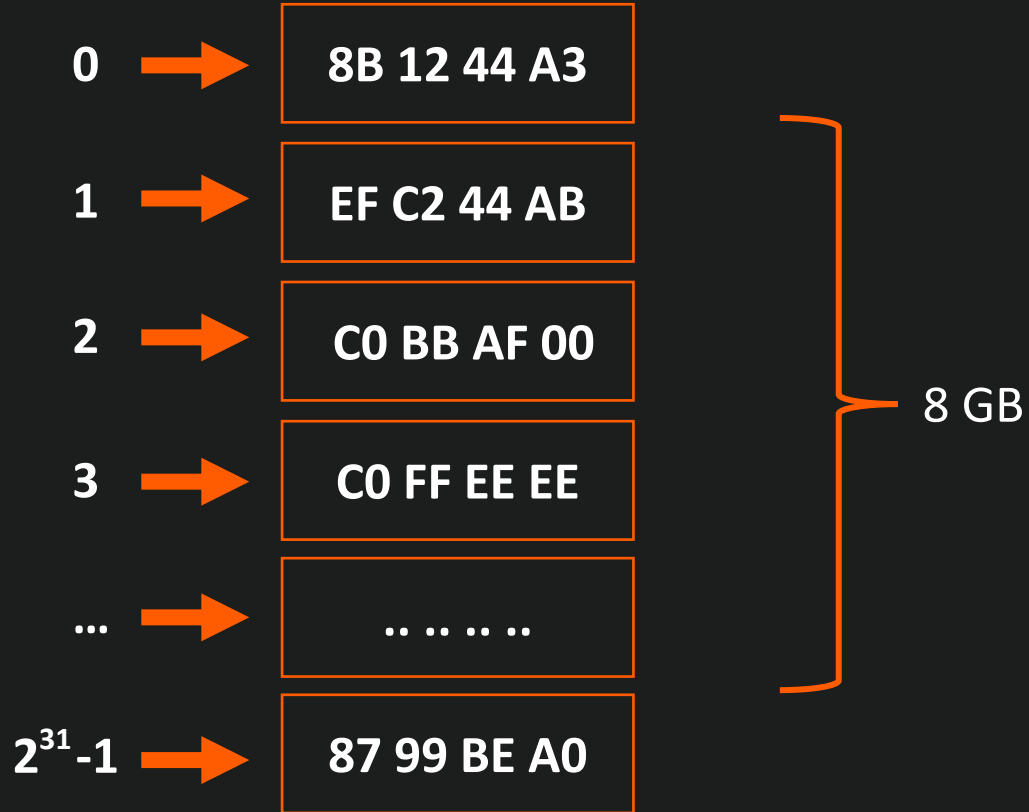 0 8B 12 44 A3
1 EF C2 44 AB
2 C0 BB AF 00
3 C0 FF EE EE
8 GB
... .. .. .. ..
2³¹-1 87 99 BE A0